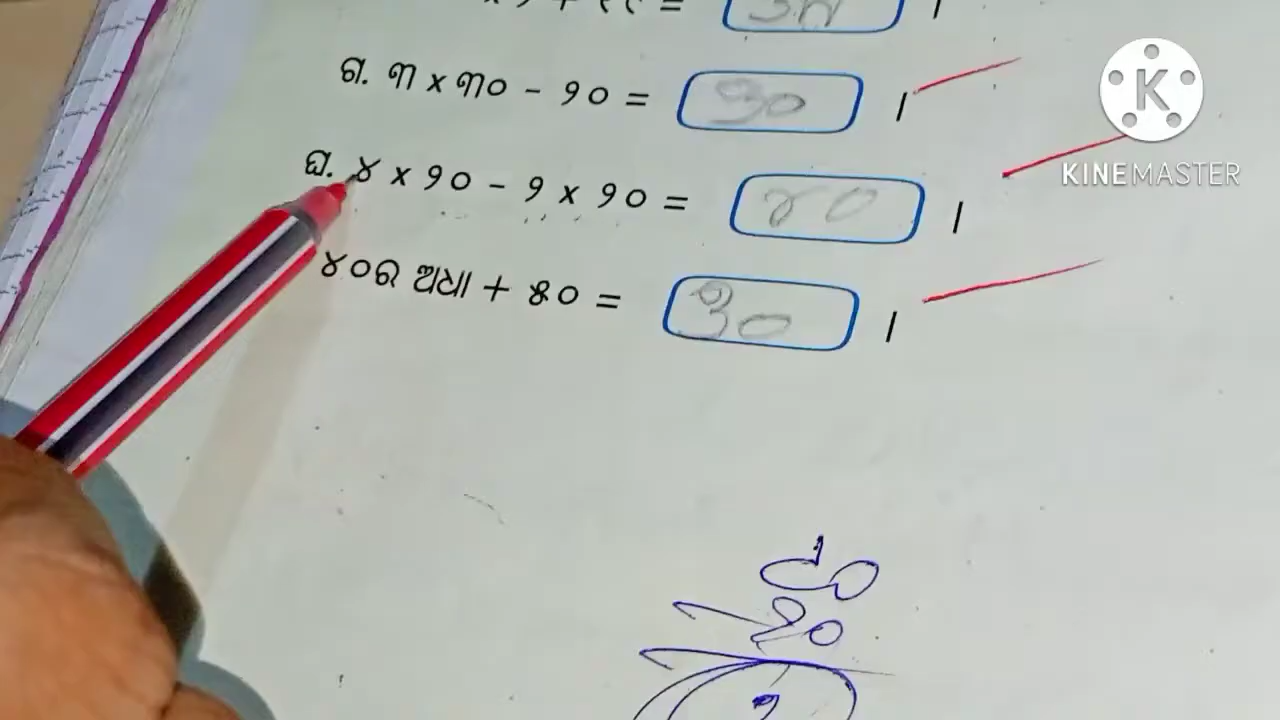 ଗ. ୩ x ୩୦ - ୨୦ = ୭୦ ।
ଘ. ୪ x ୨୦ - ୨ x ୨୦ = ୪୦ ।
୪୦ର ଅଧା + ୫୦ = ୭୦ ।
K
KINEMASTER